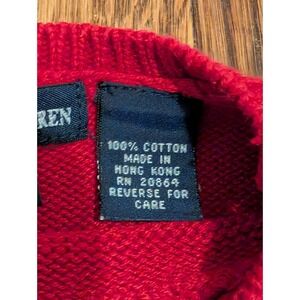 REN
100% COTTON
MADE IN
HONG KONG
RN 20864
REVERSE FOR
CARE